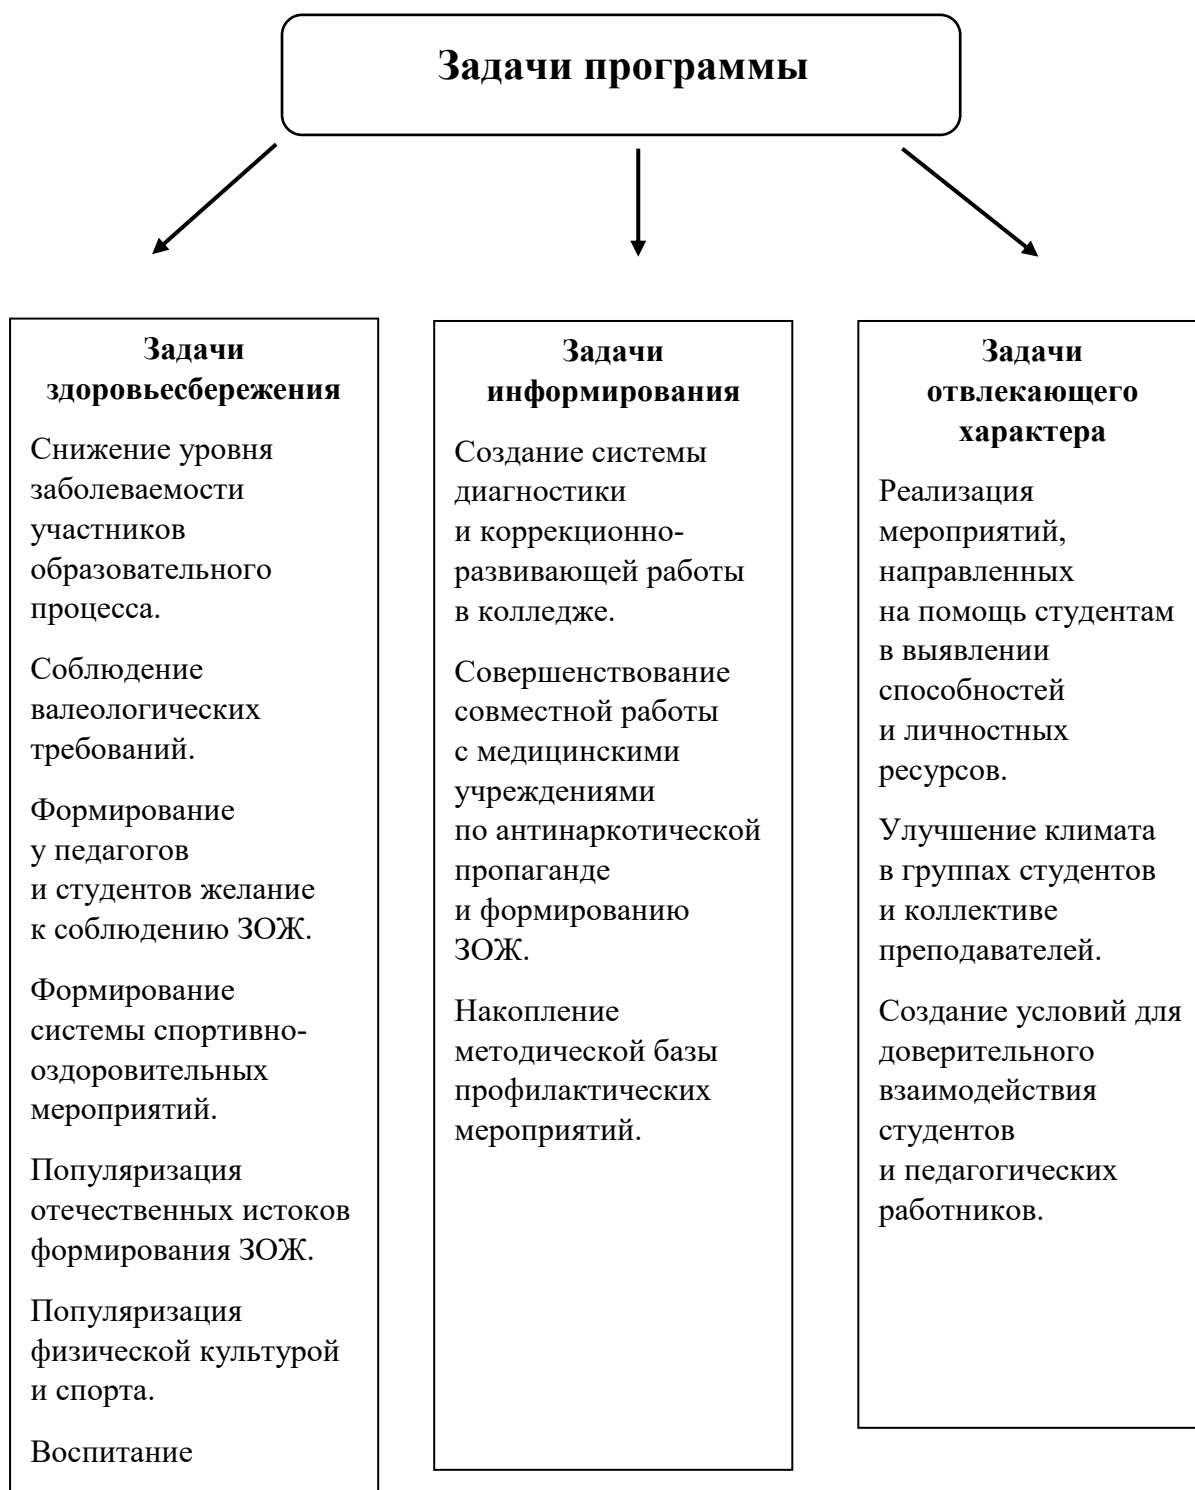 Задачи программы
Задачи
здоровьесбережения
Снижение уровня
заболеваемости
участников
образовательного
процесса.
Соблюдение
валеологических
требований.
Формирование
у педагогов
и студентов желание
к соблюдению ЗОЖ.
Формирование
системы спортивно-
оздоровительных
мероприятий.
Популяризация
отечественных истоков
формирования ЗОЖ.
Популяризация
физической культурой
и спорта.
Воспитание
Задачи
информирования
Создание системы
диагностики
и коррекционно-
развивающей работы
в колледже.
Совершенствование
совместной работы
с медицинскими
учреждениями
по антинаркотической
пропаганде
и формированию
ЗОЖ.
Накопление
методической базы
профилактических
мероприятий.
Задачи
отвлекающего
характера
Реализация
мероприятий,
направленных
на помощь студентам
в выявлении
способностей
и личностных
ресурсов.
Улучшение климата
в группах студентов
и коллективе
преподавателей.
Создание условий для
доверительного
взаимодействия
студентов
и педагогических
работников.